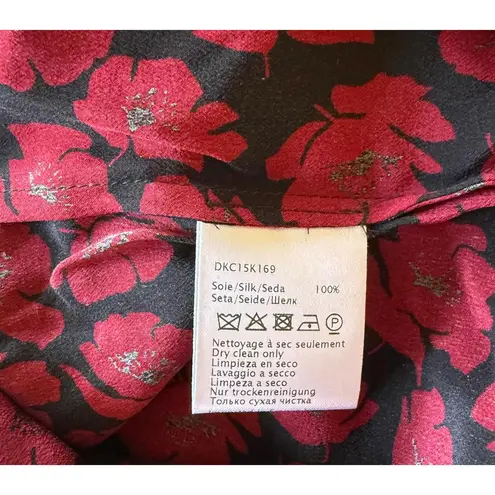 DKC15K169
Soie/Silk/Seda 100%
Seta/Seide/Шелк
P
Nettoyage à sec seulement
Dry clean only
Limpieza en seco
Lavaggio a secco
Limpeza a seco
Nur trockenreinigung
Только сухая чистка